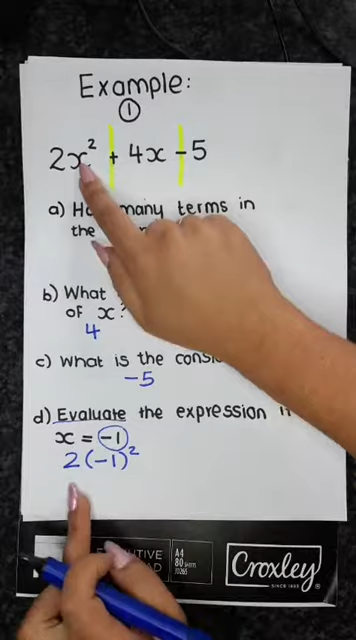 Example:
①
2x² + 4x - 5
a) many terms in
the
b) What
of x?
4
c) What is the
-5
d) Evaluate the expression
x = -1
2(-1)²
A4
80 gsm
Croxley